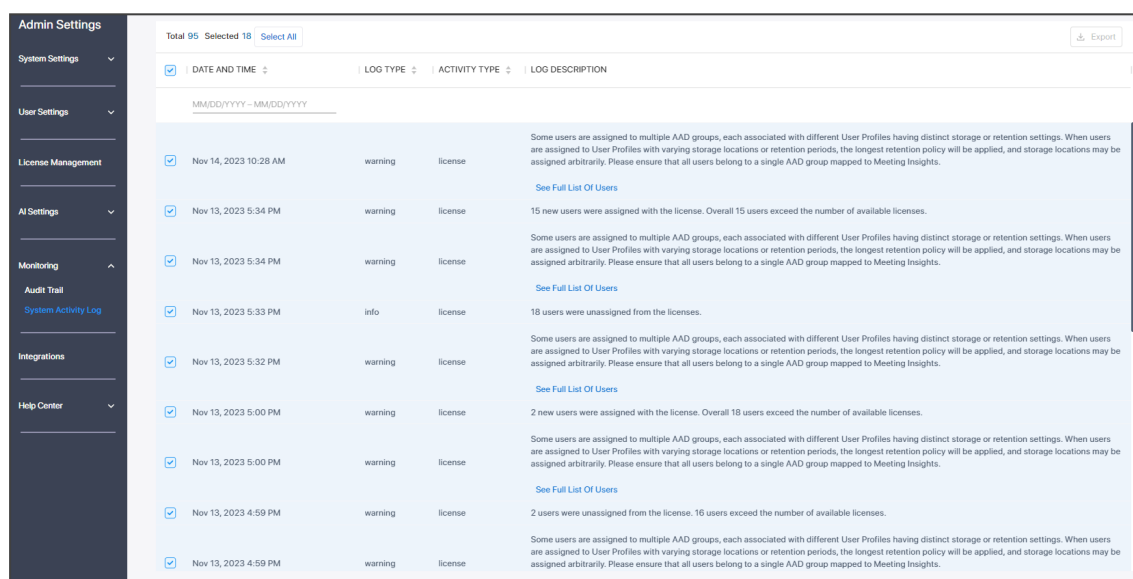 Admin Settings
System Settings
User Settings
License Management
AI Settings
Monitoring
Audit Trail
System Activity Log
Integrations
Help Center
Total 95 Selected 18 Select All
Export
DATE AND TIME LOG TYPE ACTIVITY TYPE LOG DESCRIPTION
MM/DD/YYYY – MM/DD/YYYY
Some users are assigned to multiple AAD groups, each associated with different User Profiles having distinct storage or retention settings. When users
are assigned to User Profiles with varying storage locations or retention periods, the longest retention policy will be applied, and storage locations may be
Nov 14, 2023 10:28 AM warning license assigned arbitrarily. Please ensure that all users belong to a single AAD group mapped to Meeting Insights.
See Full List Of Users
Nov 13, 2023 5:34 PM warning license 15 new users were assigned with the license. Overall 15 users exceed the number of available licenses.
Some users are assigned to multiple AAD groups, each associated with different User Profiles having distinct storage or retention settings. When users
are assigned to User Profiles with varying storage locations or retention periods, the longest retention policy will be applied, and storage locations may be
Nov 13, 2023 5:34 PM warning license assigned arbitrarily. Please ensure that all users belong to a single AAD group mapped to Meeting Insights.
See Full List Of Users
Nov 13, 2023 5:33 PM info license 18 users were unassigned from the licenses.
Some users are assigned to multiple AAD groups, each associated with different User Profiles having distinct storage or retention settings. When users
are assigned to User Profiles with varying storage locations or retention periods, the longest retention policy will be applied, and storage locations may be
Nov 13, 2023 5:32 PM warning license assigned arbitrarily. Please ensure that all users belong to a single AAD group mapped to Meeting Insights.
See Full List Of Users
Nov 13, 2023 5:00 PM warning license 2 new users were assigned with the license. Overall 18 users exceed the number of available licenses.
Some users are assigned to multiple AAD groups, each associated with different User Profiles having distinct storage or retention settings. When users
are assigned to User Profiles with varying storage locations or retention periods, the longest retention policy will be applied, and storage locations may be
Nov 13, 2023 5:00 PM warning license assigned arbitrarily. Please ensure that all users belong to a single AAD group mapped to Meeting Insights.
See Full List Of Users
Nov 13, 2023 4:59 PM warning license 2 users were unassigned from the license. 16 users exceed the number of available licenses.
Some users are assigned to multiple AAD groups, each associated with different User Profiles having distinct storage or retention settings. When users
are assigned to User Profiles with varying storage locations or retention periods, the longest retention policy will be applied, and storage locations may be
Nov 13, 2023 4:59 PM warning license assigned arbitrarily. Please ensure that all users belong to a single AAD group mapped to Meeting Insights.